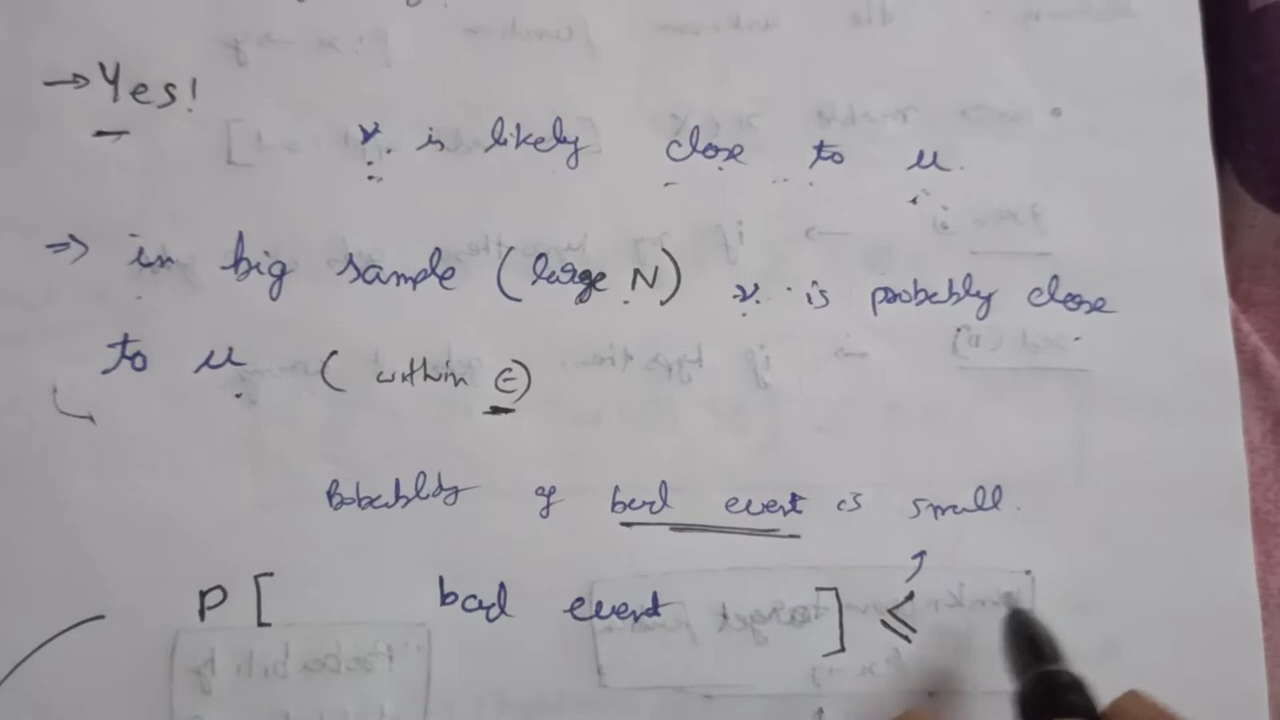 → Yes!
ν is likely close to μ.
⇒ in big sample (large N) ν is probably close
to μ (within ∈)
Probability of bad event is small.
P[ bad event ] ≤